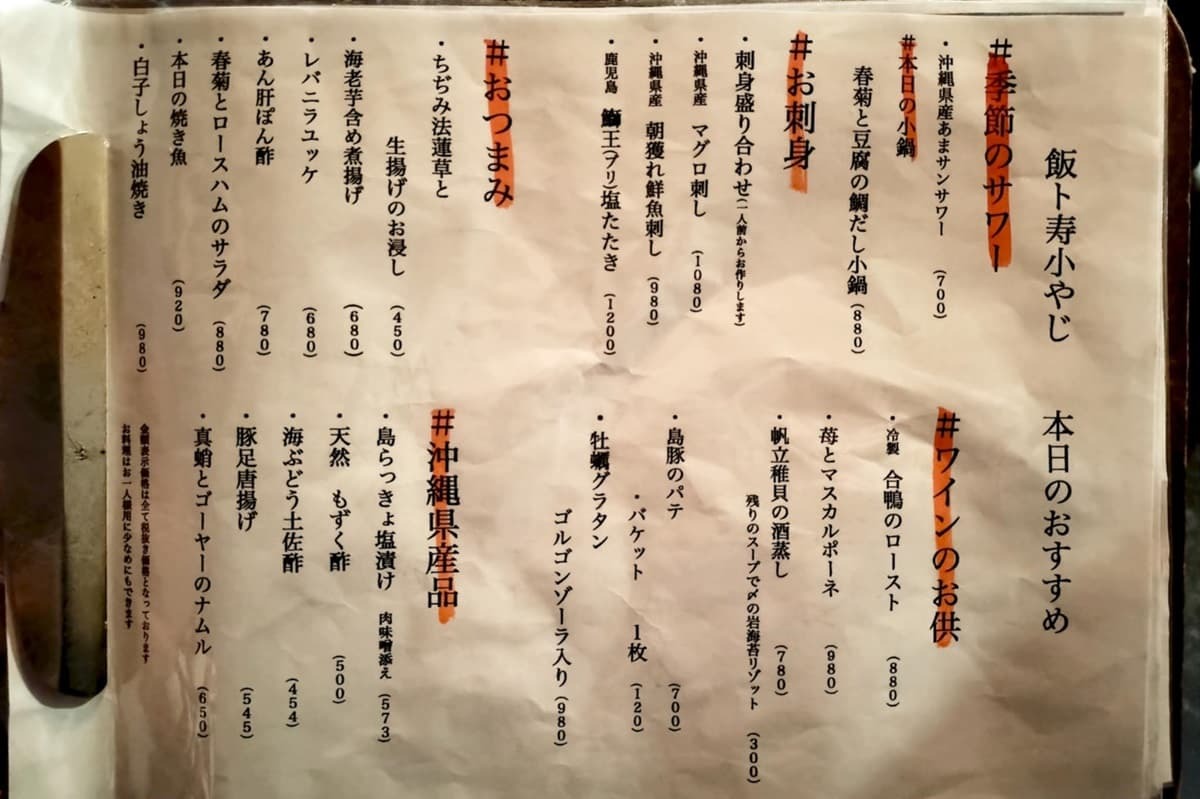 飯ト寿小やじ 本日のおすすめ
#季節のサワー
・沖縄県産あまサンサワー (700)
#本日の小鍋
春菊と豆腐の鯛だし小鍋 (880)
#お刺身
・刺身盛り合わせ(一人前からお作りします)
・沖縄県産 マグロ刺し (1080)
・沖縄県産 朝獲れ鮮魚刺し (980)
・鹿児島 鰤王(ブリ)塩たたき (1200)
#おつまみ
・ちぢみ法蓮草と
生揚げのお浸し (450)
・海老芋含め煮揚げ (680)
・レバニラユッケ (680)
・あん肝ぽん酢 (780)
・春菊とロースハムのサラダ (880)
・本日の焼き魚 (920)
・白子しょう油焼き (980)
#ワインのお供
・冷製 合鴨のロースト (880)
・苺とマスカルポーネ (980)
・帆立稚貝の酒蒸し (780)
残りのスープで〆の岩海苔リゾット (300)
・島豚のパテ (700)
・バケット 1枚 (120)
・牡蠣グラタン
ゴルゴンゾーラ入り (980)
#沖縄県産品
・島らっきょ塩漬け 肉味噌添え (573)
・天然 もずく酢 (500)
・海ぶどう土佐酢 (454)
・豚足唐揚げ (545)
・真蛸とゴーヤーのナムル (650)
金額表示価格は全て税抜き価格となっております
お料理はお一人様用に少なめにもできます